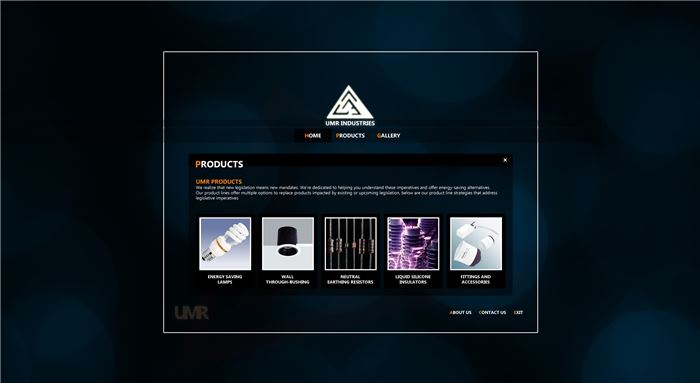 UMR INDUSTRIES
HOME PRODUCTS GALLERY
PRODUCTS x
UMR PRODUCTS
We realize that new legislation means new mandates. We're dedicated to helping you understand these imperatives and offer energy-saving alternatives
Our product lines offer multiple options to replace products impacted by existing or upcoming legislation. below are our product line strategies that address
legislative imperatives
ENERGY SAVING
LAMPS
WALL
THROUGH-BUSHING
NEUTRAL
EARTHING RESISTORS
LIQUID SILICONE
INSULATORS
FITTINGS AND
ACCESSORIES
UMR
ABOUT US CONTACT US EXIT